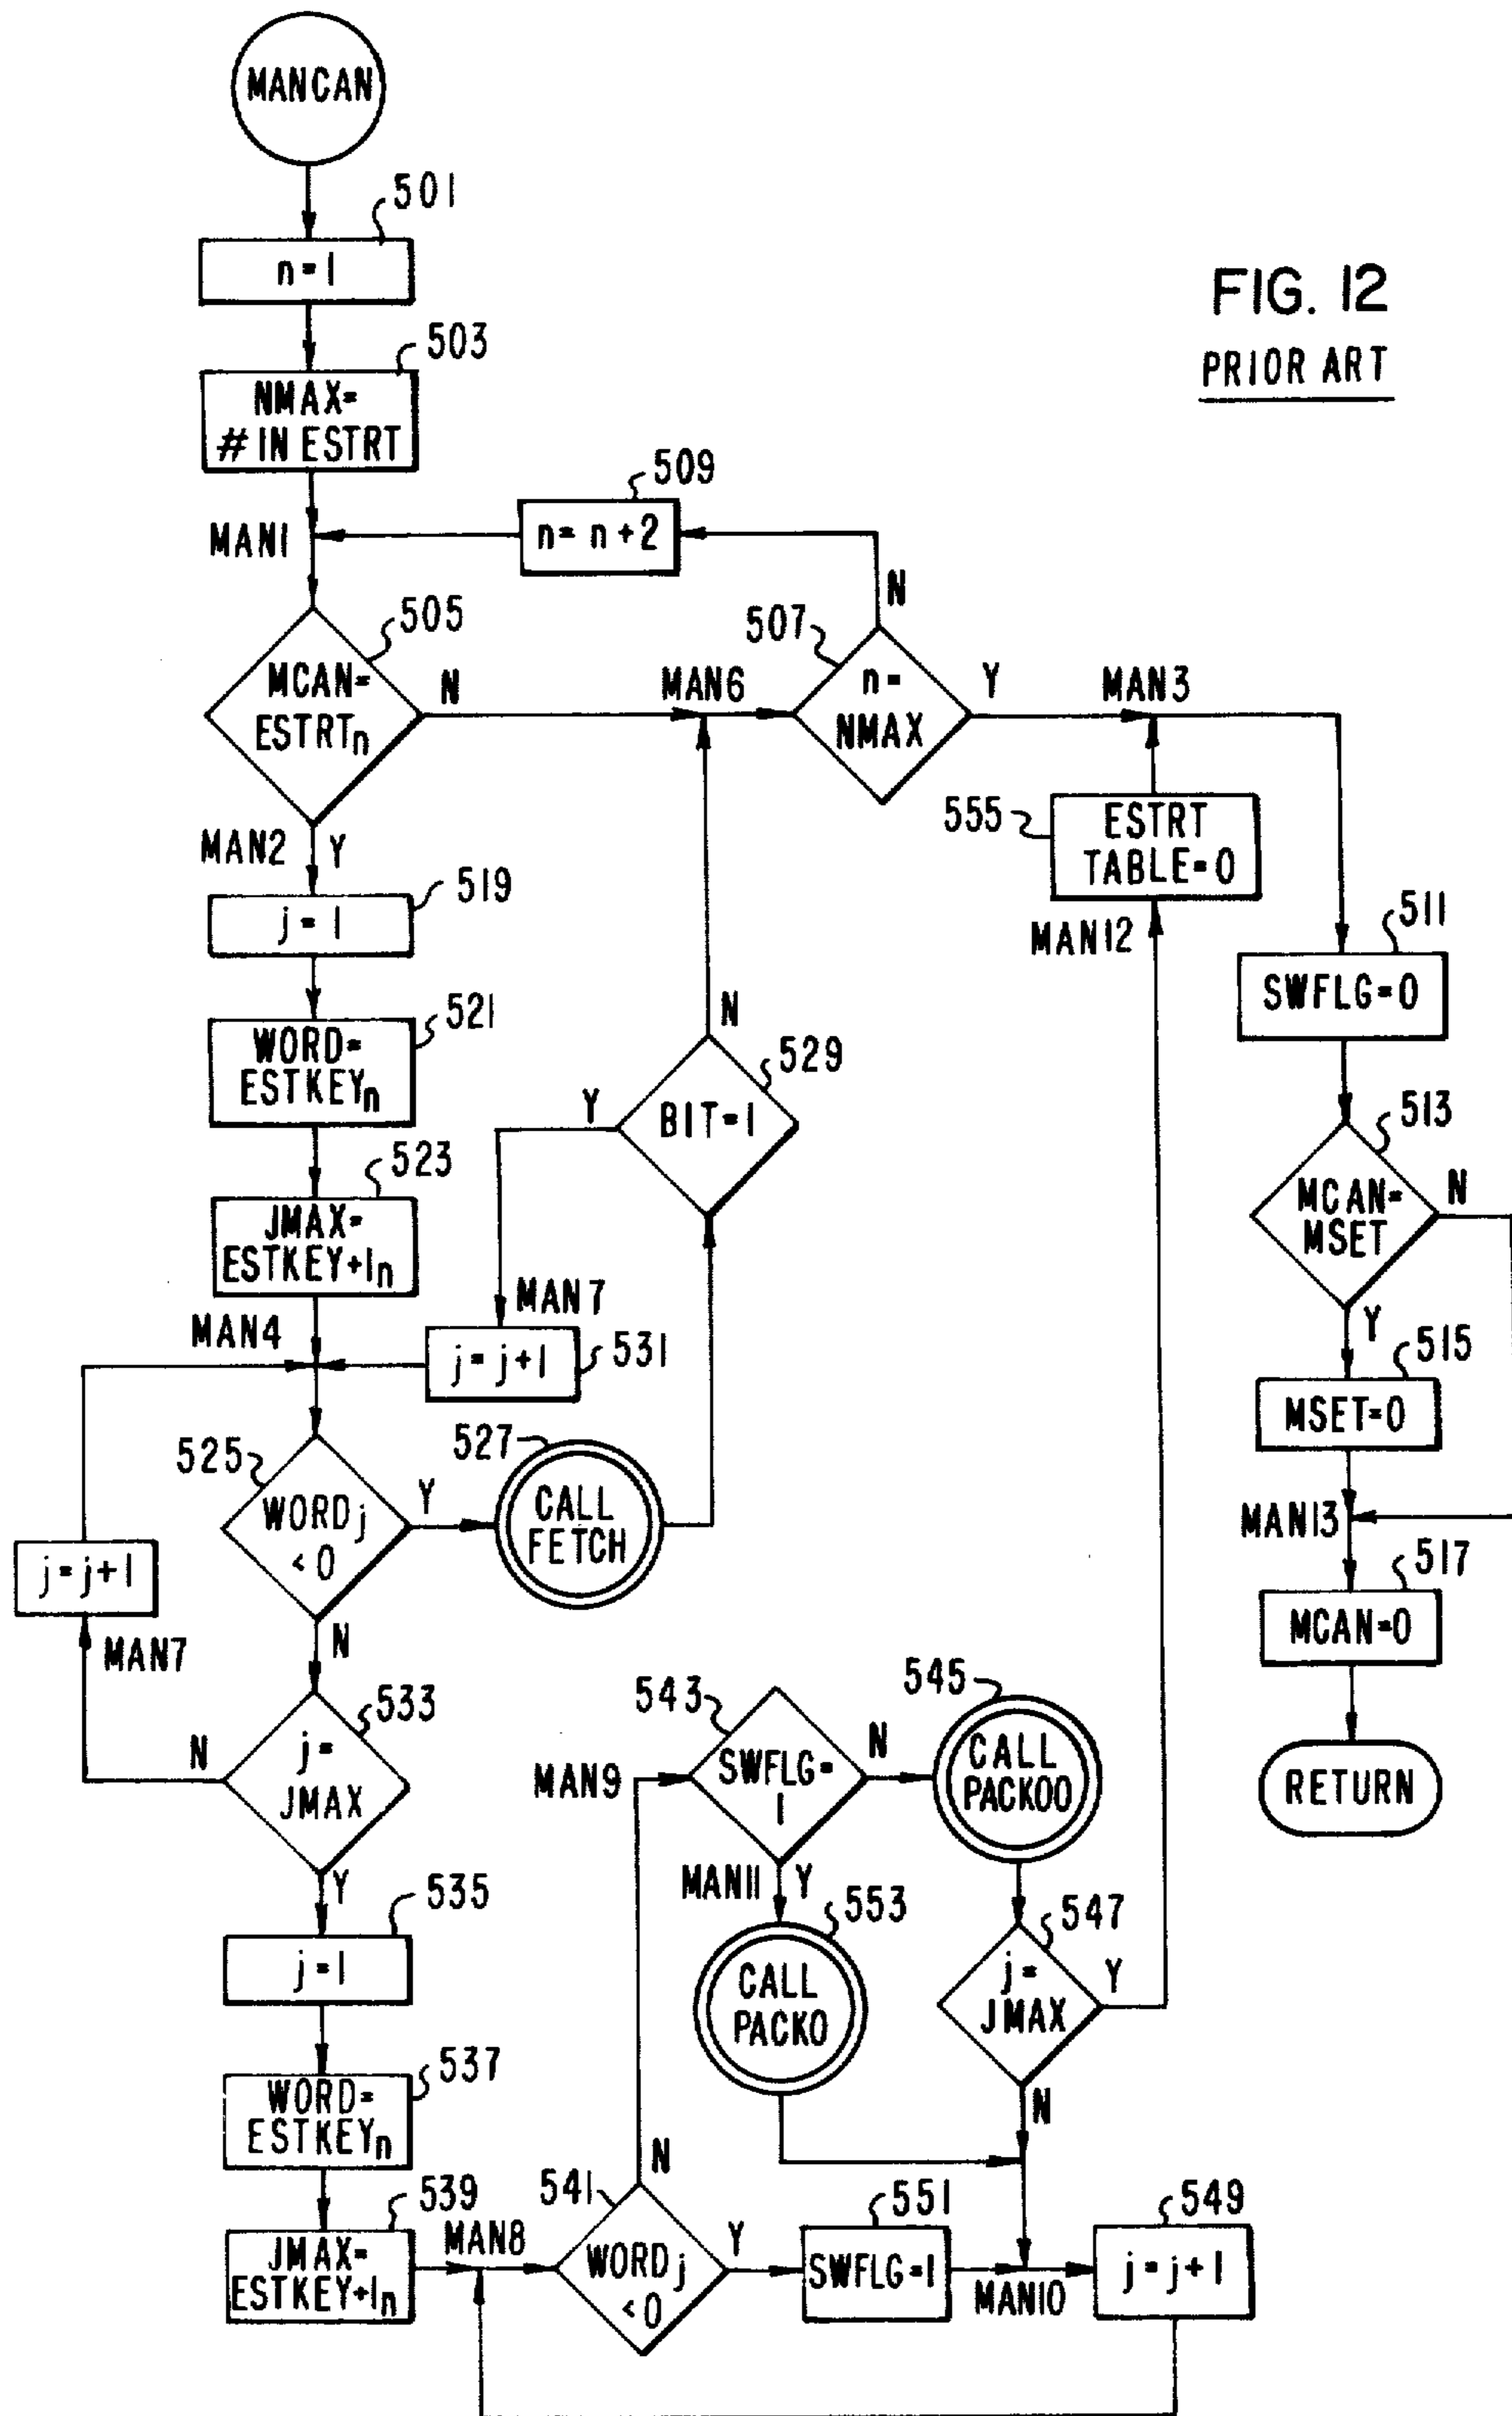 MANCAN
501
n=1
FIG. 12
PRIOR ART
503
NMAX=
# IN ESTRT
509
n= n+2
MAN1
N
505
MCAN=
ESTRTn
N
MAN6
507
n=
NMAX
Y
MAN3
MAN2
Y
555
ESTRT
TABLE=0
MAN12
519
j=1
511
SWFLG=0
521
WORD=
ESTKEYn
N
529
BIT=1
Y
513
MCAN=
MSET
N
Y
523
JMAX=
ESTKEY+1n
MAN7
MAN4
j=j+1
531
515
MSET=0
525
WORDj
<0
Y
527
CALL
FETCH
MAN13
517
MCAN=0
j=j+1
MAN7
N
533
j=
JMAX
N
Y
543
SWFLG=
1
MAN9
N
545
CALL
PACK00
RETURN
MAN11
Y
553
CALL
PACK0
547
j=
JMAX
Y
N
535
j=1
537
WORD=
ESTKEYn
539
JMAX=
ESTKEY+1n
MAN8
541
WORDj
<0
N
Y
551
SWFLG=1
MAN10
549
j=j+1